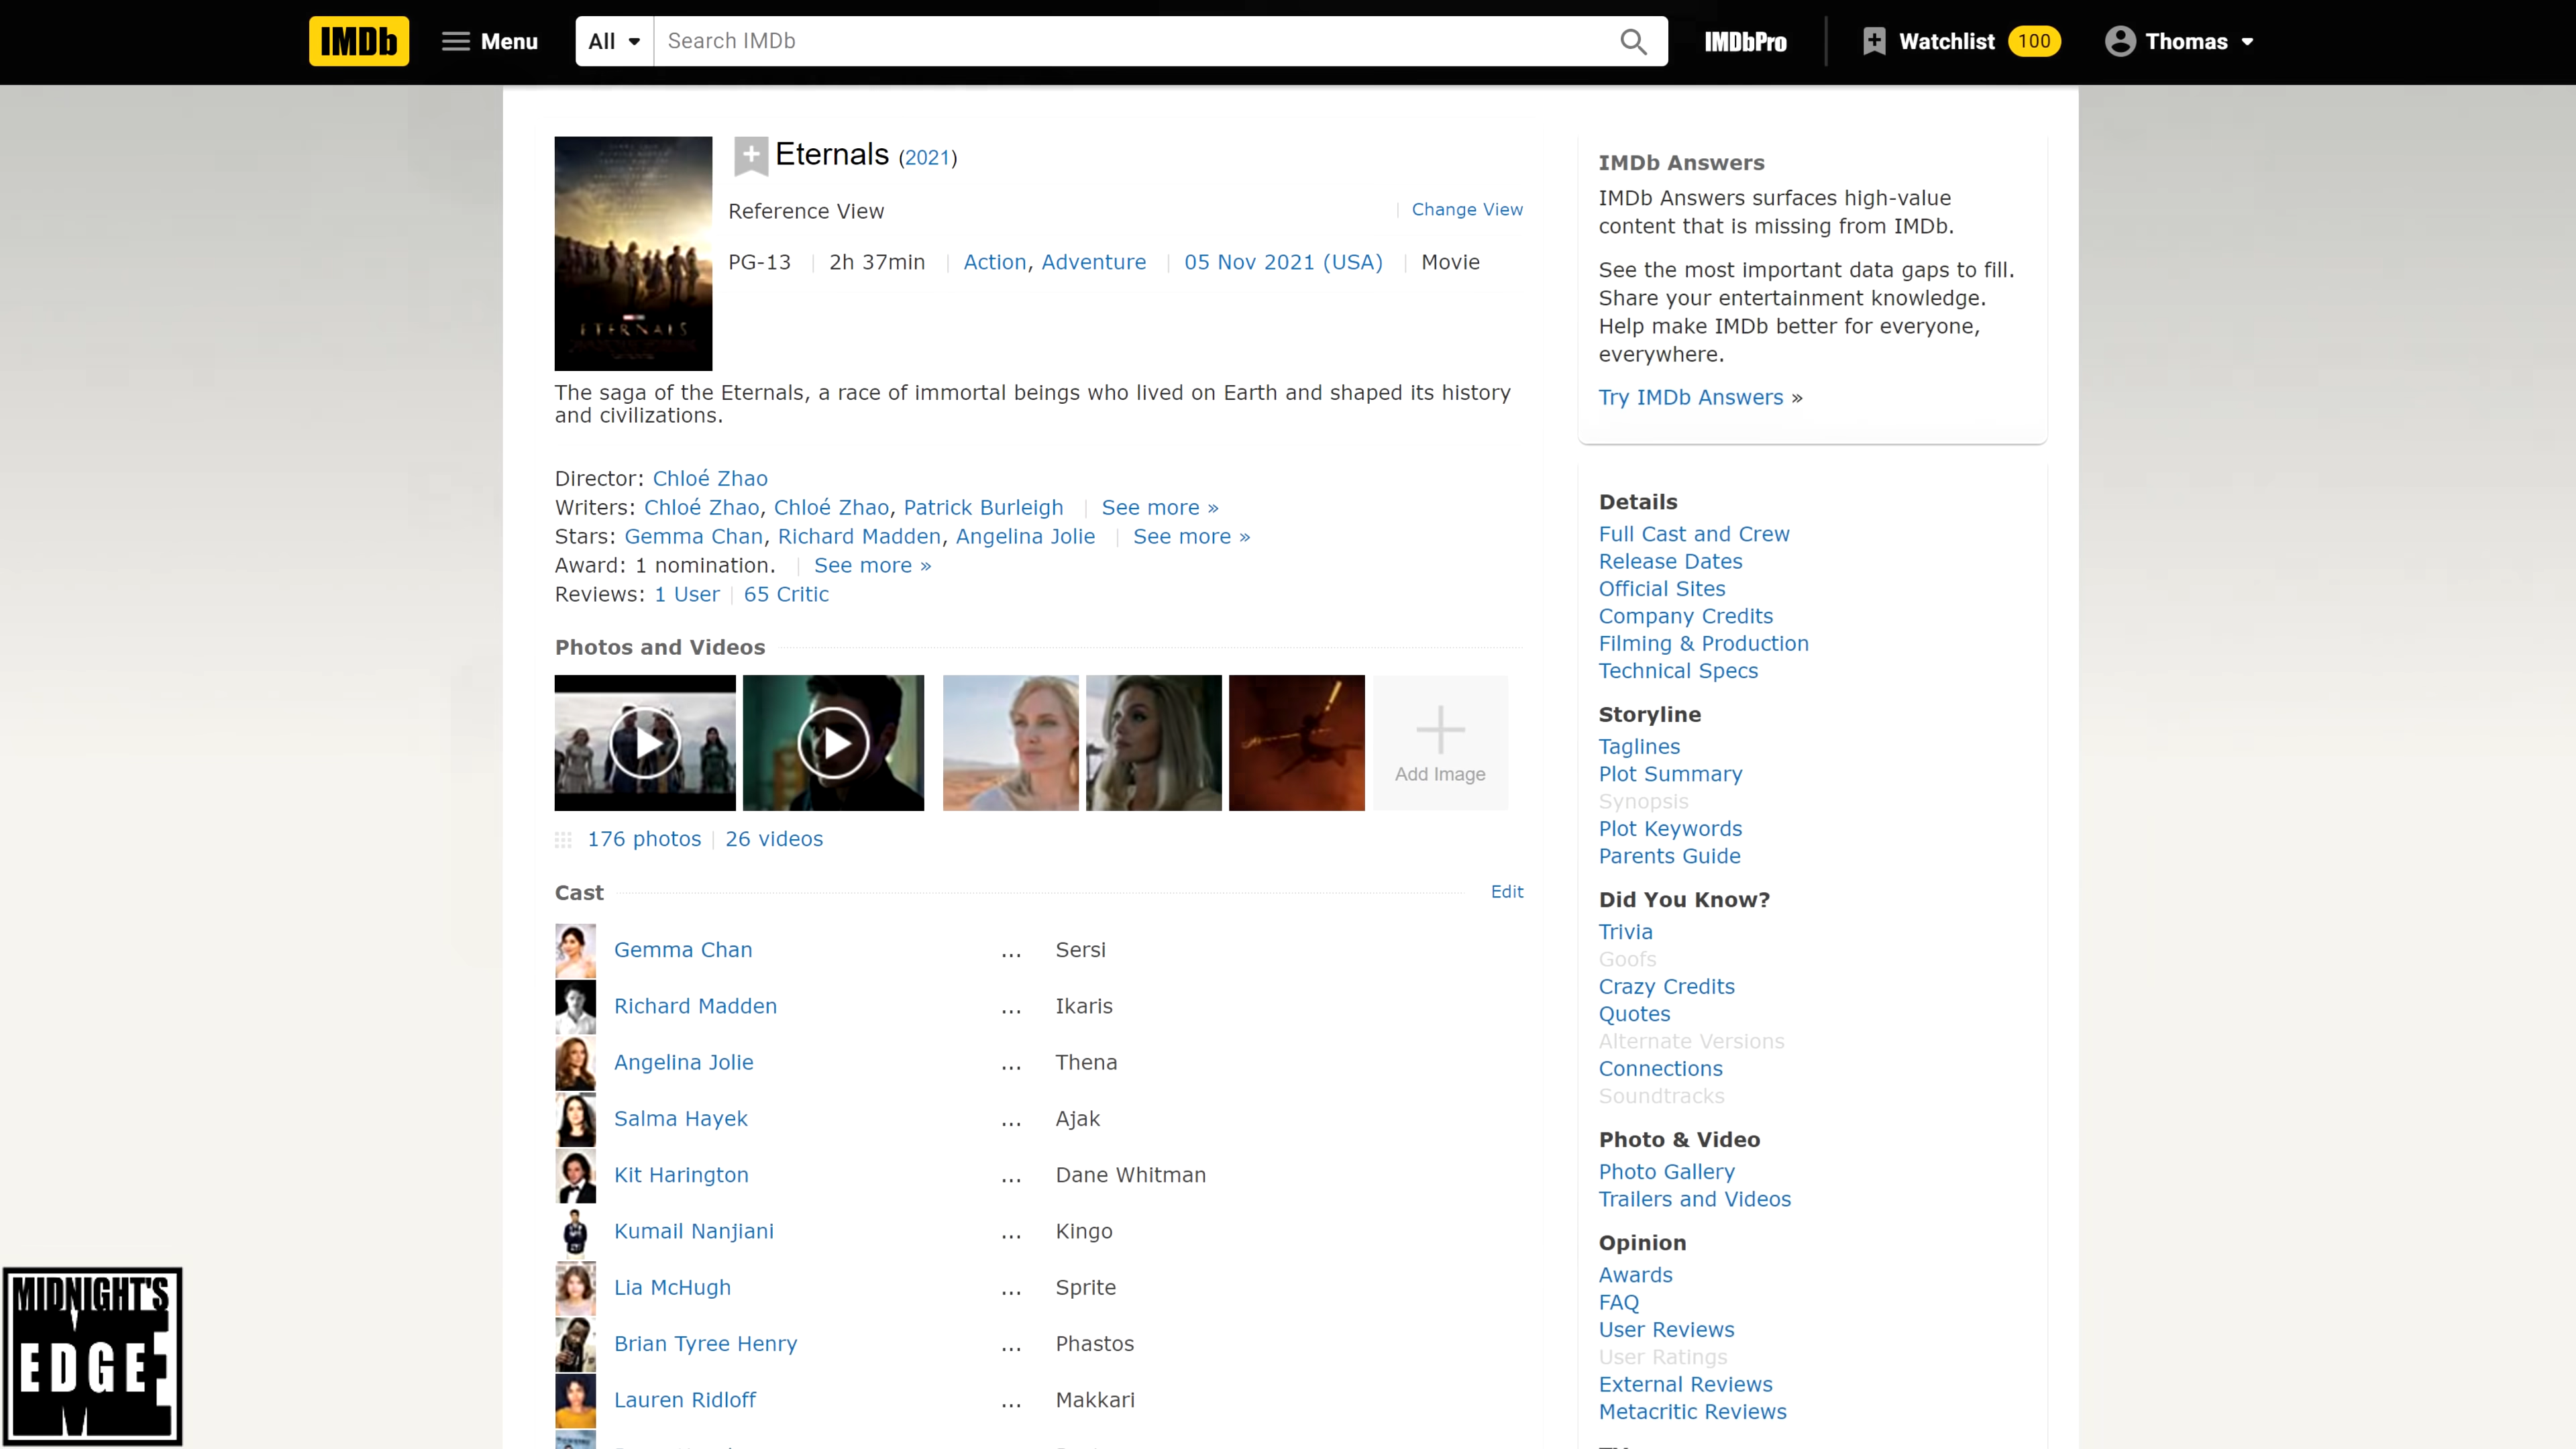 IMDb Menu All Search IMDb IMDbPro Watchlist 100 Thomas
Eternals (2021)
Reference View Change View
PG-13 2h 37min Action, Adventure 05 Nov 2021 (USA) Movie
ETERNALS
The saga of the Eternals, a race of immortal beings who lived on Earth and shaped its history
and civilizations.
Director: Chloé Zhao
Writers: Chloé Zhao, Chloé Zhao, Patrick Burleigh See more »
Stars: Gemma Chan, Richard Madden, Angelina Jolie See more »
Award: 1 nomination. See more »
Reviews: 1 User 65 Critic
Photos and Videos
Add Image
176 photos 26 videos
Cast Edit
Gemma Chan ... Sersi
Richard Madden ... Ikaris
Angelina Jolie ... Thena
Salma Hayek ... Ajak
Kit Harington ... Dane Whitman
Kumail Nanjiani ... Kingo
Lia McHugh ... Sprite
Brian Tyree Henry ... Phastos
Lauren Ridloff ... Makkari
IMDb Answers
IMDb Answers surfaces high-value
content that is missing from IMDb.
See the most important data gaps to fill.
Share your entertainment knowledge.
Help make IMDb better for everyone,
everywhere.
Try IMDb Answers »
Details
Full Cast and Crew
Release Dates
Official Sites
Company Credits
Filming & Production
Technical Specs
Storyline
Taglines
Plot Summary
Synopsis
Plot Keywords
Parents Guide
Did You Know?
Trivia
Goofs
Crazy Credits
Quotes
Alternate Versions
Connections
Soundtracks
Photo & Video
Photo Gallery
Trailers and Videos
Opinion
Awards
FAQ
User Reviews
User Ratings
External Reviews
Metacritic Reviews
MIDNIGHT'S
EDGE